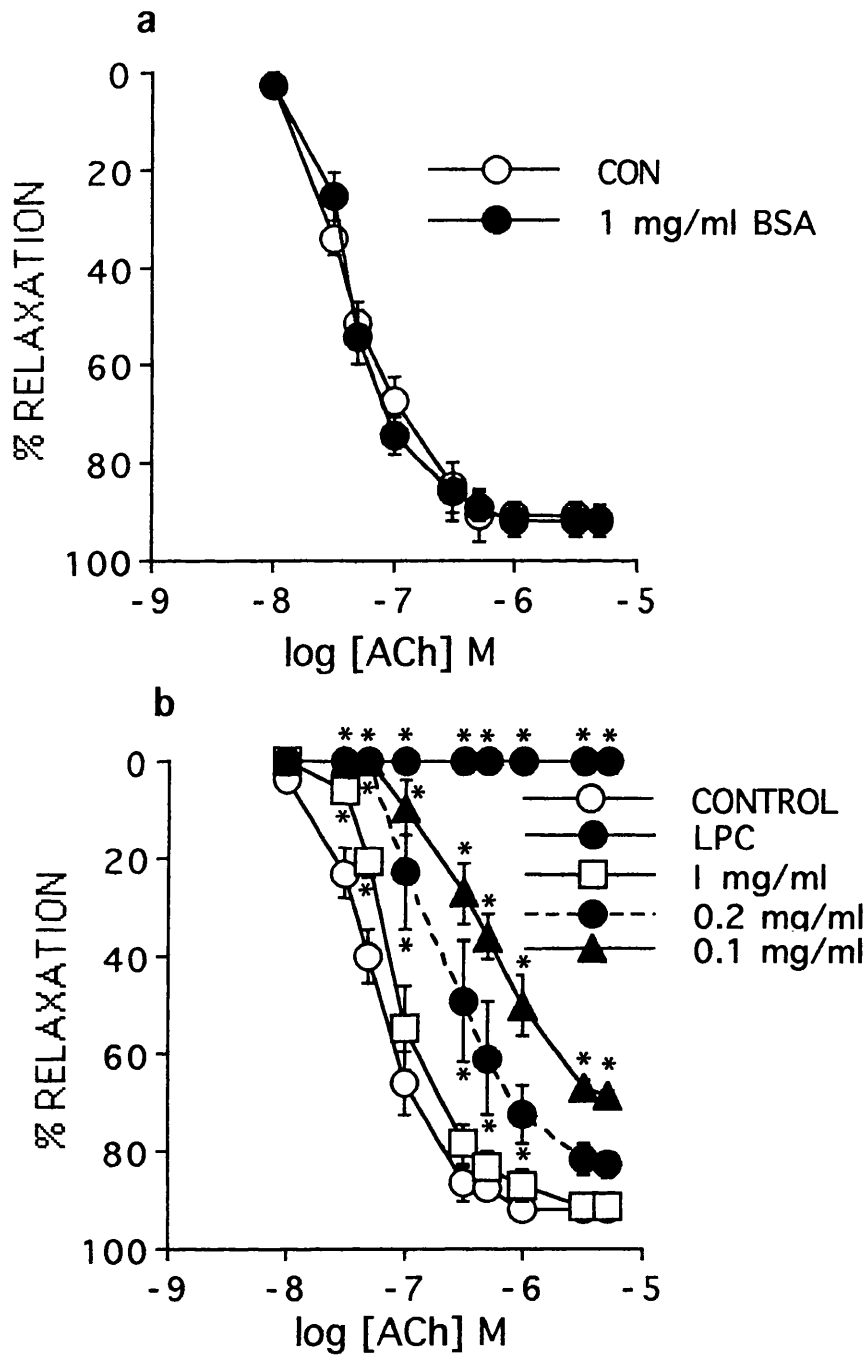 a
0
20
40
60
80
100
% RELAXATION
CON
1 mg/ml BSA
-9 -8 -7 -6 -5
log [ACh] M
b
* * * * * * * *
0
20
40
60
80
100
% RELAXATION
CONTROL
LPC
I mg/ml
0.2 mg/ml
0.1 mg/ml
-9 -8 -7 -6 -5
log [ACh] M